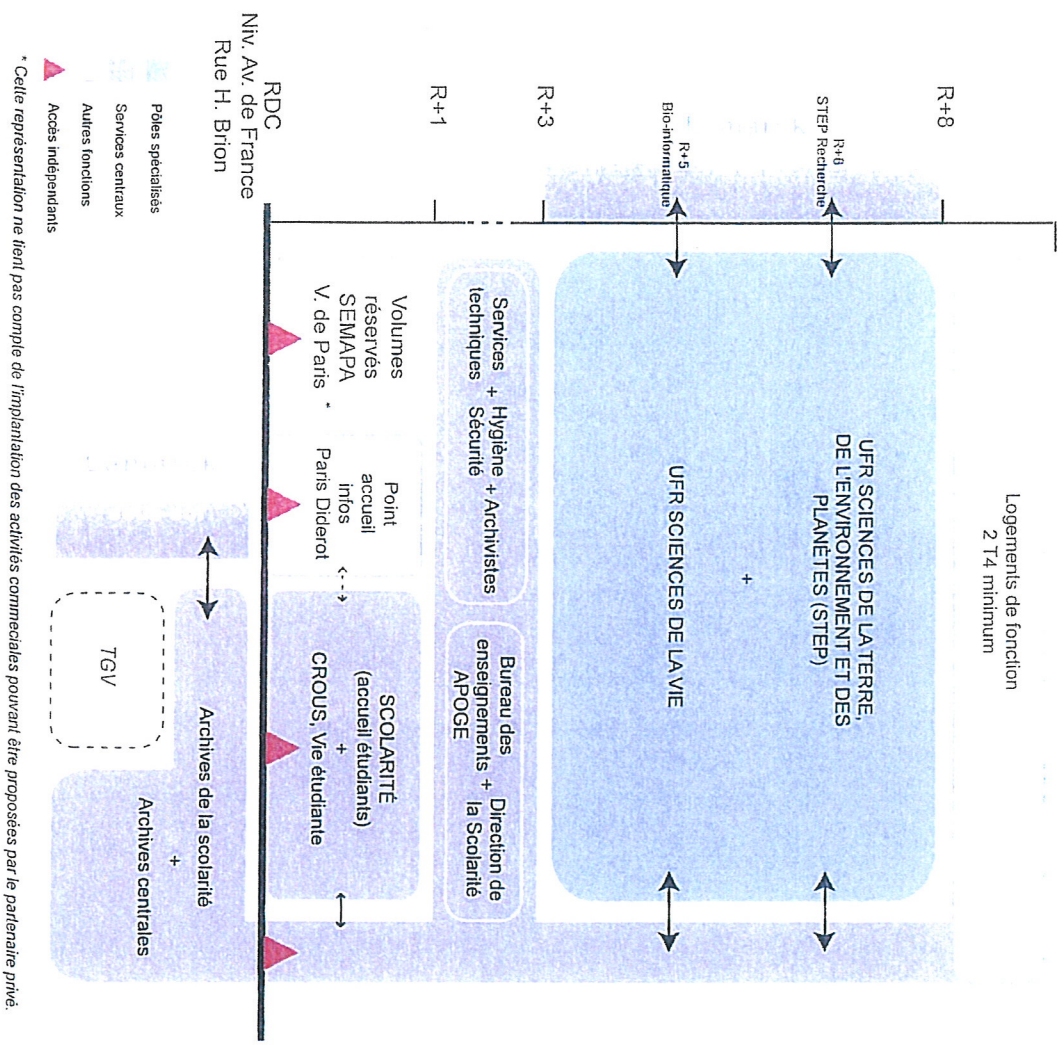 Logements de fonction
2 T4 minimum
R+8
R+6
STEP Recherche
R+5
Bio-informatique
R+3
R+1
RDC
Niv. Av. de France
Rue H. Brion
UFR SCIENCES DE LA TERRE,
DE L'ENVIRONNEMENT ET DES
PLANÈTES (STEP)
+
UFR SCIENCES DE LA VIE
Services techniques + Hygiène Sécurité + Archivistes
Bureau des enseignements + Direction de la Scolarité
APOGE
Volumes
réservés
SEMAPA
V. de Paris *
Point
accueil
infos
Paris Diderot
SCOLARITÉ
(accueil étudiants)
+
CROUS, Vie étudiante
Archives de la scolarité
+
Archives centrales
TGV
Pôles spécialisés
Services centraux
Autres fonctions
Accès indépendants
* Cette représentation ne tient pas compte de l'implantation des activités commeciales pouvant être proposées par le partenaire privé.